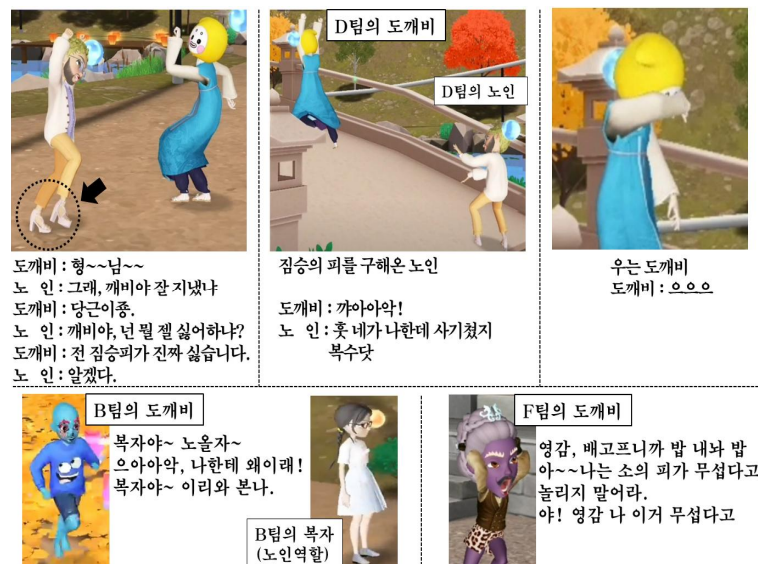 도깨비 : 형~~님~~
노 인 : 그래, 깨비야 잘 지냈냐
도깨비 : 당근이죵.
노 인 : 깨비야, 넌 뭘 젤 싫어하냐?
도깨비 : 전 짐승피가 진짜 싫습니다.
노 인 : 알겠다.
D팀의 도깨비
D팀의 노인
짐승의 피를 구해온 노인
도깨비 : 꺄아아악!
노 인 : 훗 네가 나한데 사기쳤지
복수닷
우는 도깨비
도깨비 : 으으으
B팀의 도깨비
복자야~ 노올자~
으아아악, 나한데 왜이래!
복자야~ 이리와 본나.
B팀의 복자
(노인역할)
F팀의 도깨비
영감, 배고프니까 밥 내놔 밥
아~~나는 소의 피가 무섭다고
놀리지 말어라.
야! 영감 나 이거 무섭다고